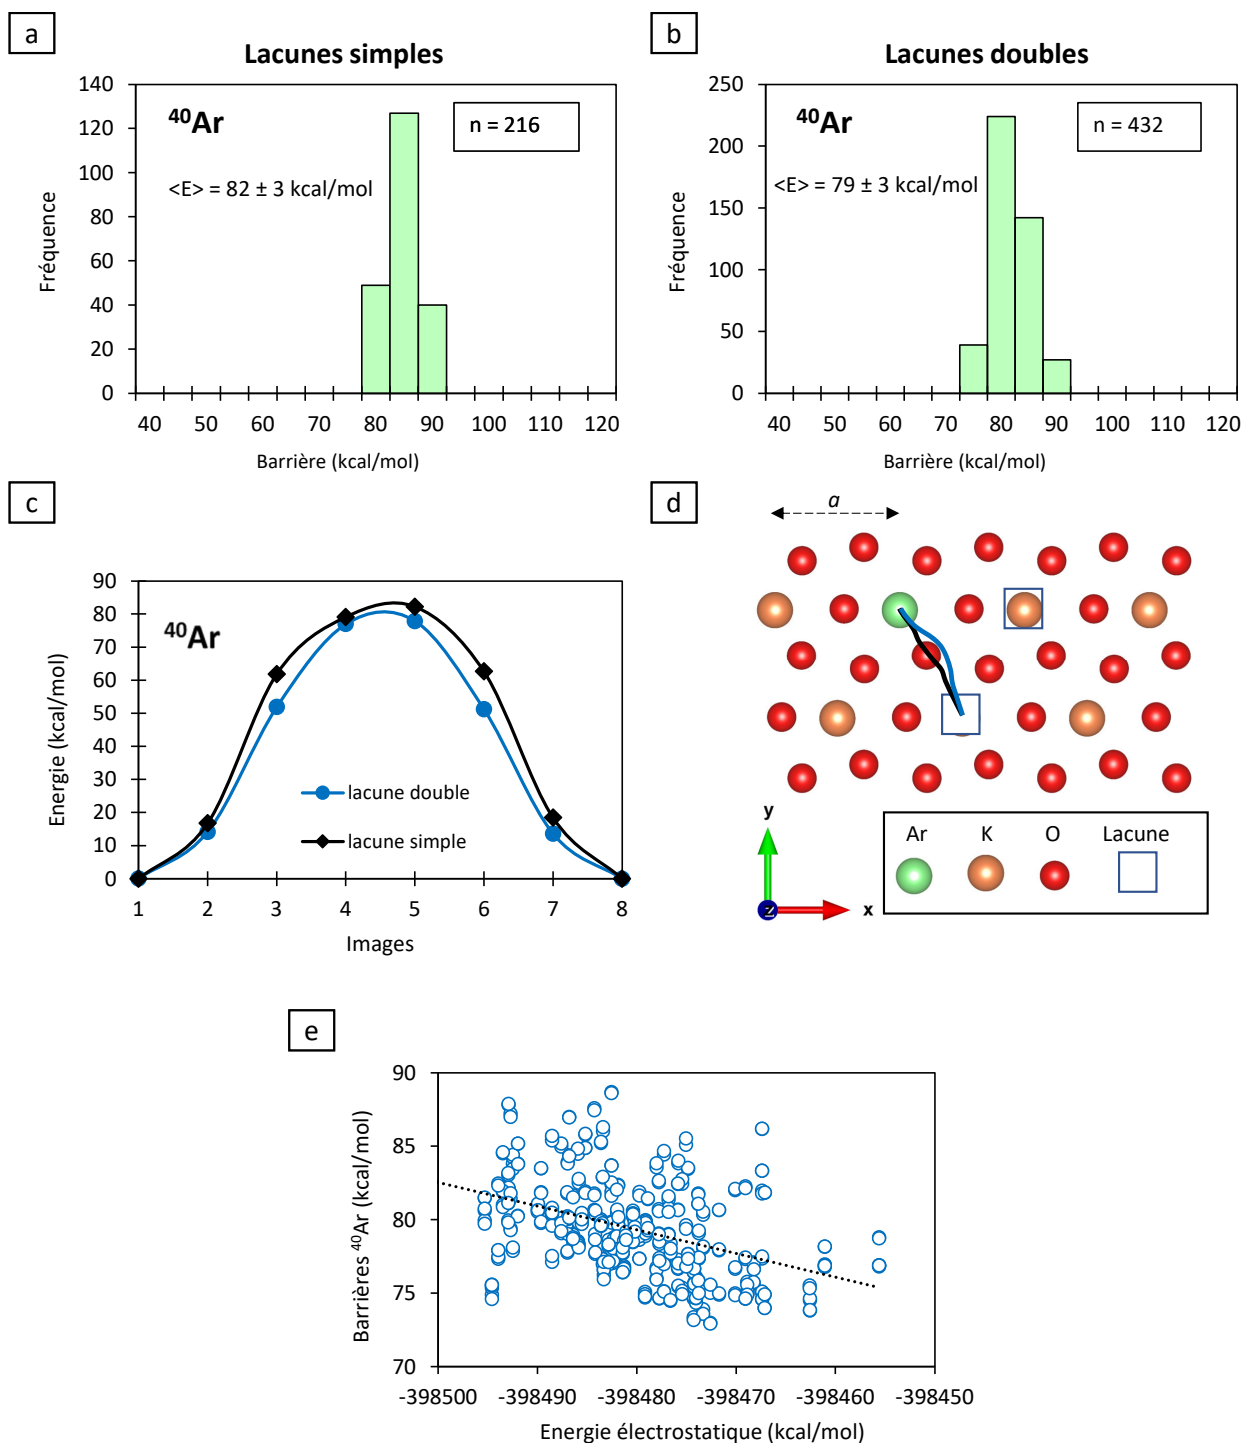 a
Lacunes simples
140
120
100
80
60
40
20
0
Fréquence
⁴⁰Ar
n = 216
<E> = 82 ± 3 kcal/mol
40 60 70 80 90 100 110 120
Barrière (kcal/mol)
b
Lacunes doubles
250
200
150
100
50
0
Fréquence
⁴⁰Ar
n = 432
<E> = 79 ± 3 kcal/mol
40 60 70 80 90 100 110 120
Barrière (kcal/mol)
c
90
80
70
60
50
40
30
20
10
0
Energie (kcal/mol)
⁴⁰Ar
lacune double
lacune simple
1 2 3 4 5 6 7 8
Images
d
a
y
z
x
Ar K O Lacune
e
90
85
80
75
70
Barrières ⁴⁰Ar (kcal/mol)
-398500 -398490 -398480 -398470 -398460 -398450
Energie électrostatique (kcal/mol)